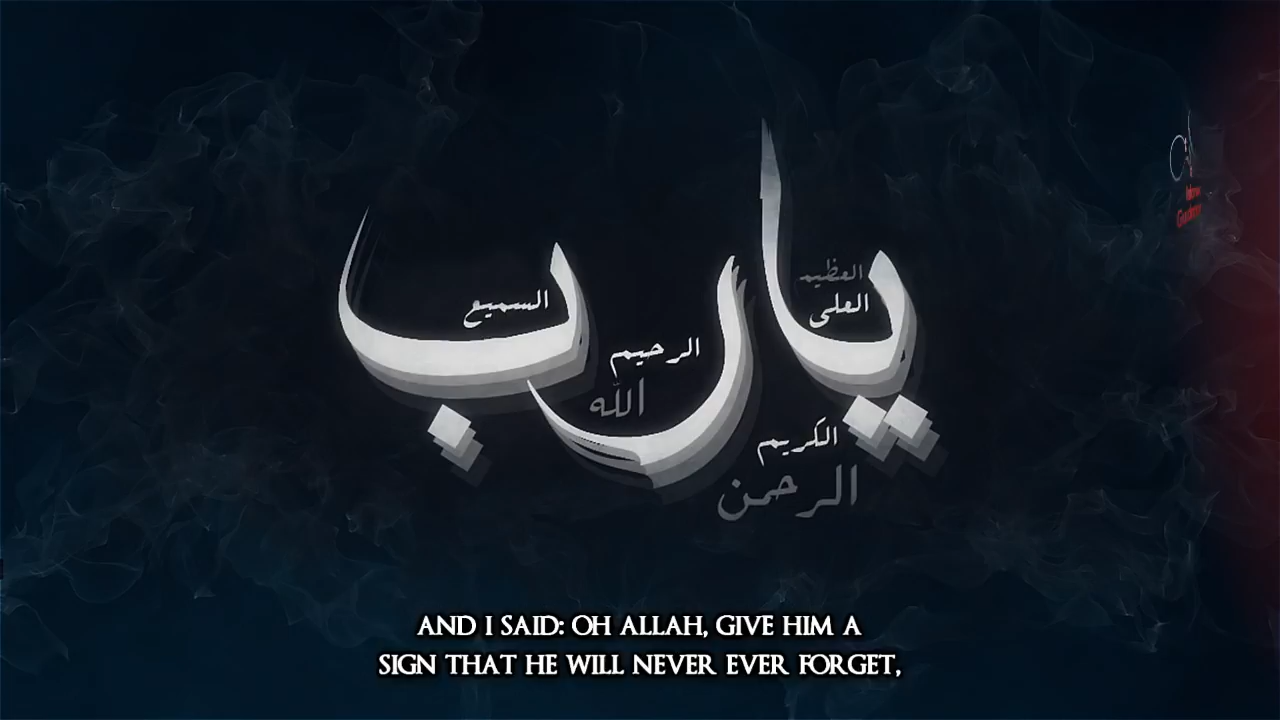 يارب
العظيم
العلى
السميع
الرحيم
الله
الكريم
الرحمن
AND I SAID: OH ALLAH, GIVE HIM A
SIGN THAT HE WILL NEVER EVER FORGET,